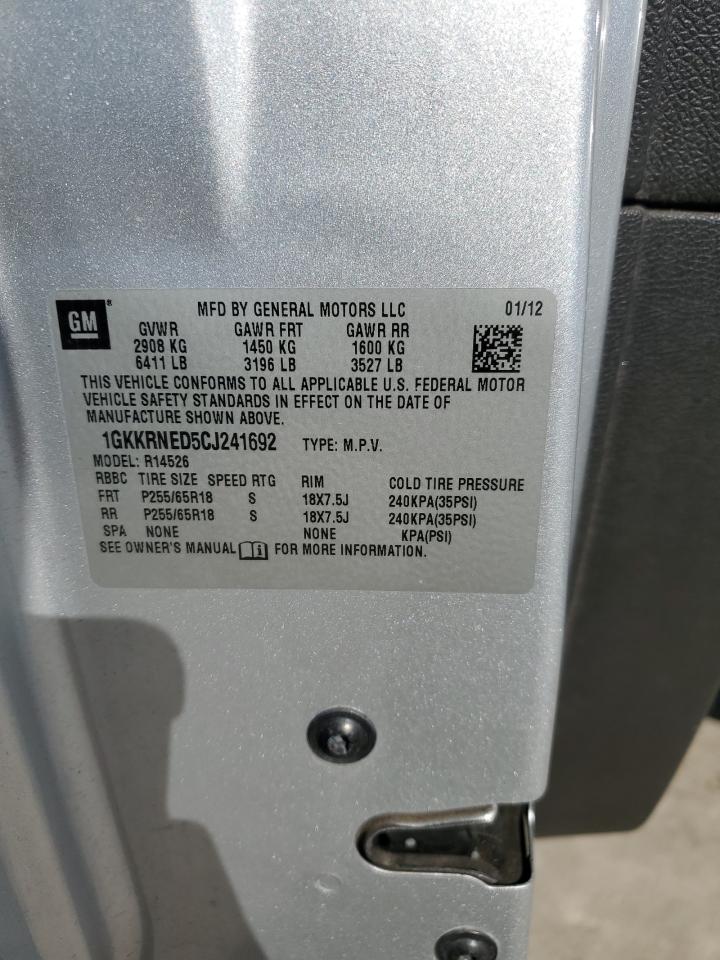 GM ® MFD BY GENERAL MOTORS LLC 01/12
GVWR GAWR FRT GAWR RR
2908 KG 1450 KG 1600 KG
6411 LB 3196 LB 3527 LB
THIS VEHICLE CONFORMS TO ALL APPLICABLE U.S. FEDERAL MOTOR
VEHICLE SAFETY STANDARDS IN EFFECT ON THE DATE OF
MANUFACTURE SHOWN ABOVE.
1GKKRNED5CJ241692 TYPE: M.P.V.
MODEL: R14526
RBBC TIRE SIZE SPEED RTG RIM COLD TIRE PRESSURE
FRT P255/65R18 S 18X7.5J 240KPA(35PSI)
RR P255/65R18 S 18X7.5J 240KPA(35PSI)
SPA NONE NONE KPA(PSI)
SEE OWNER'S MANUAL FOR MORE INFORMATION.